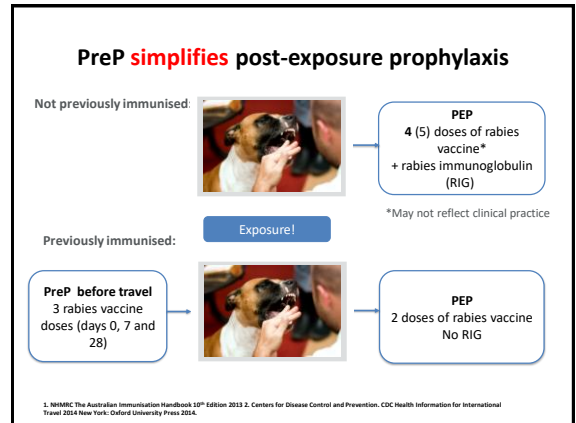 PreP simplifies post-exposure prophylaxis
Not previously immunised:
PEP
4 (5) doses of rabies
vaccine*
+ rabies immunoglobulin
(RIG)
*May not reflect clinical practice
Exposure!
Previously immunised:
PreP before travel
3 rabies vaccine
doses (days 0, 7 and
28)
PEP
2 doses of rabies vaccine
No RIG
1. NHMRC The Australian Immunisation Handbook 10th Edition 2013 2. Centers for Disease Control and Prevention. CDC Health Information for International
Travel 2014 New York: Oxford University Press 2014.